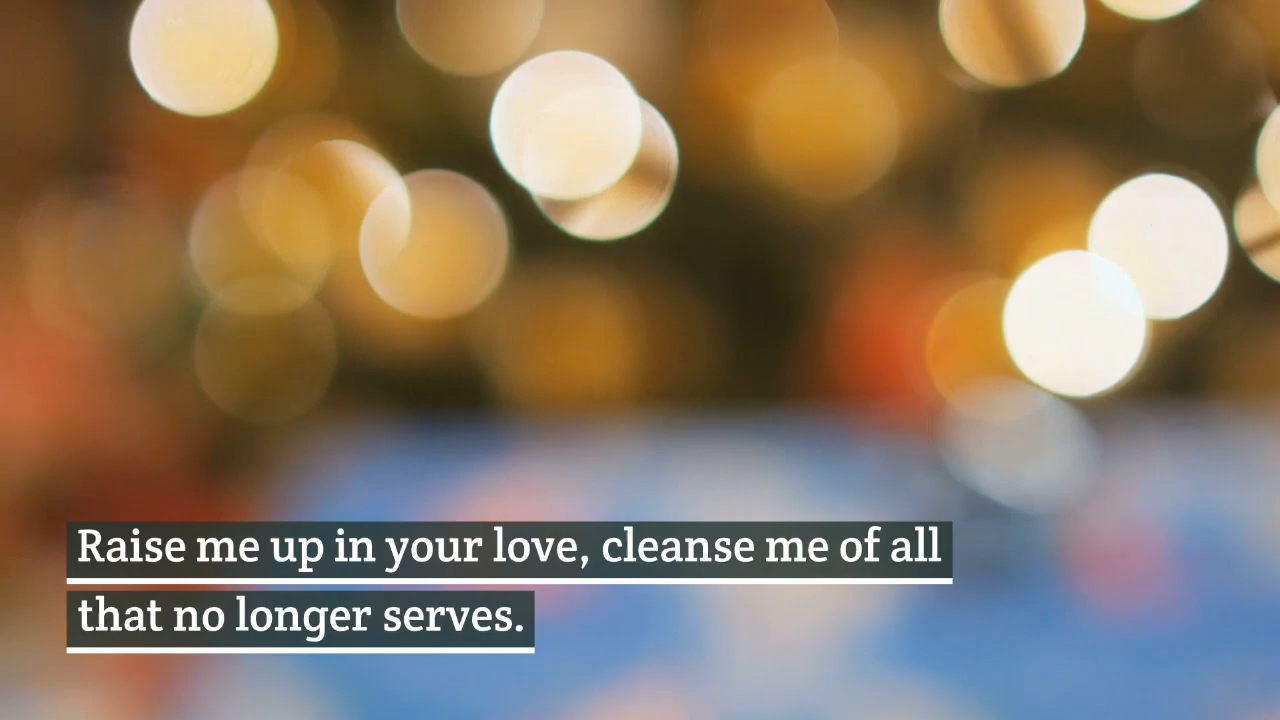 Raise me up in your love, cleanse me of all
that no longer serves.